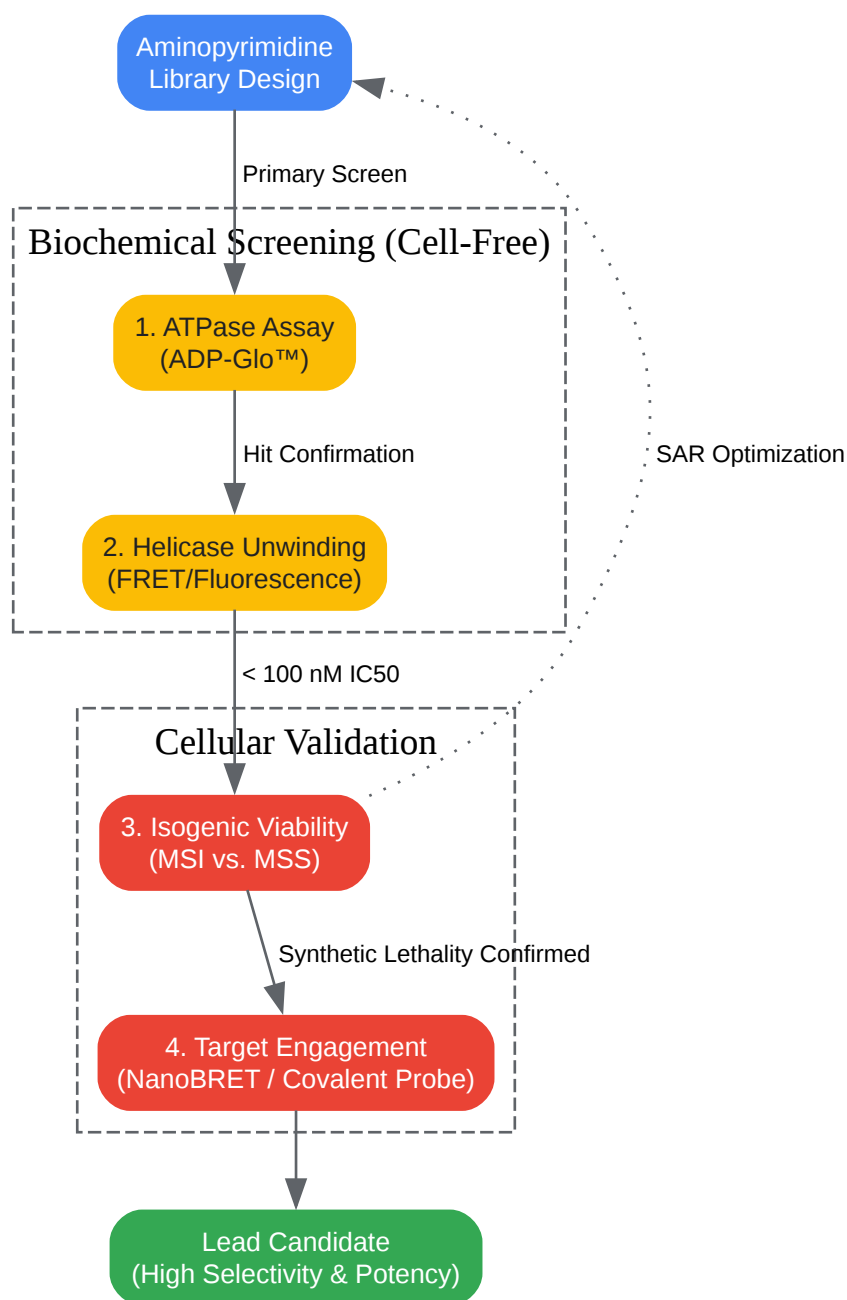 Aminopyrimidine
Library Design
Primary Screen
Biochemical Screening (Cell-Free)
1. ATPase Assay
(ADP-Glo™)
Hit Confirmation
SAR Optimization
2. Helicase Unwinding
(FRET/Fluorescence)
< 100 nM IC50
Cellular Validation
3. Isogenic Viability
(MSI vs. MSS)
Synthetic Lethality Confirmed
4. Target Engagement
(NanoBRET / Covalent Probe)
Lead Candidate
(High Selectivity & Potency)